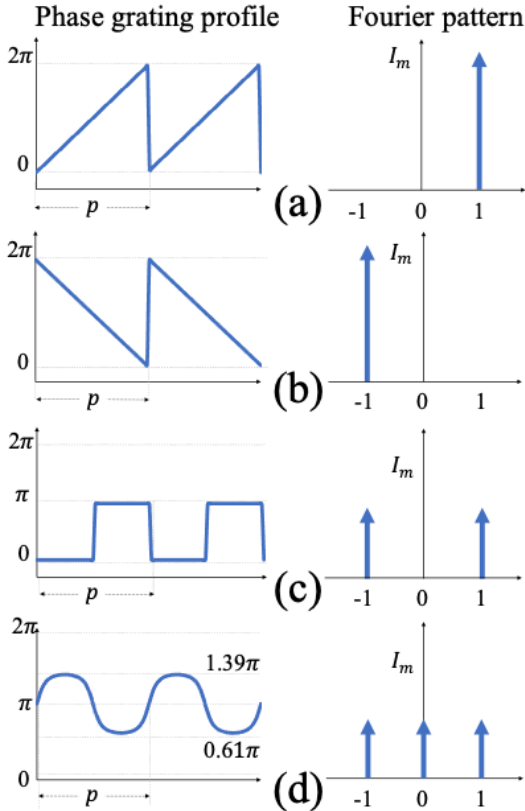 Phase grating profile Fourier pattern
2π
0
p
I_m
-1 0 1
(a)
2π
0
p
I_m
-1 0 1
(b)
2π
π
0
p
I_m
-1 0 1
(c)
2π
π
0
1.39π
0.61π
p
I_m
-1 0 1
(d)